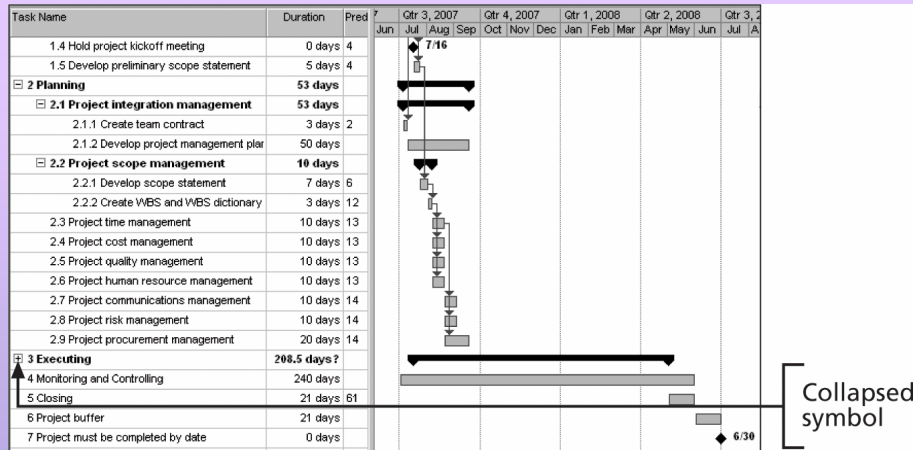 Task Name Duration Pred 7 Qtr 3, 2007 Qtr 4, 2007 Qtr 1, 2008 Qtr 2, 2008 Qtr 3, 2
Jun Jul Aug Sep Oct Nov Dec Jan Feb Mar Apr May Jun Jul A
1.4 Hold project kickoff meeting 0 days 4 7/16
1.5 Develop preliminary scope statement 5 days 4
2 Planning 53 days
2.1 Project integration management 53 days
2.1.1 Create team contract 3 days 2
2.1.2 Develop project management plan 50 days
2.2 Project scope management 10 days
2.2.1 Develop scope statement 7 days 6
2.2.2 Create WBS and WBS dictionary 3 days 12
2.3 Project time management 10 days 13
2.4 Project cost management 10 days 13
2.5 Project quality management 10 days 13
2.6 Project human resource management 10 days 13
2.7 Project communications management 10 days 14
2.8 Project risk management 10 days 14
2.9 Project procurement management 20 days 14
3 Executing 208.5 days?
4 Monitoring and Controlling 240 days
5 Closing 21 days 61
6 Project buffer 21 days
7 Project must be completed by date 0 days 6/30
Collapsed
symbol